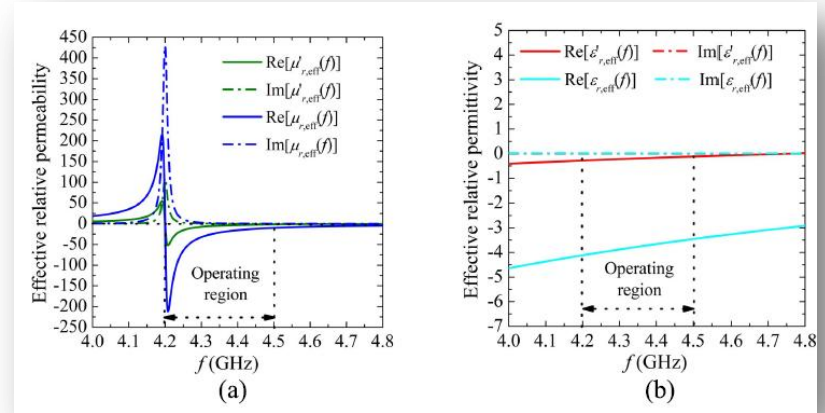 450
400
350
300
250
200
150
100
50
0
-50
-100
-150
-200
-250
Effective relative permeability
Re[μ'r,eff(f)]
Im[μ'r,eff(f)]
Re[μr,eff(f)]
Im[μr,eff(f)]
Operating
region
4.0 4.1 4.2 4.3 4.4 4.5 4.6 4.7 4.8
f (GHz)
(a)
5
4
3
2
1
0
-1
-2
-3
-4
-5
-6
-7
Effective relative permittivity
Re[ε'r,eff(f)] Im[ε'r,eff(f)]
Re[εr,eff(f)] Im[εr,eff(f)]
Operating
region
4.0 4.1 4.2 4.3 4.4 4.5 4.6 4.7 4.8
f (GHz)
(b)